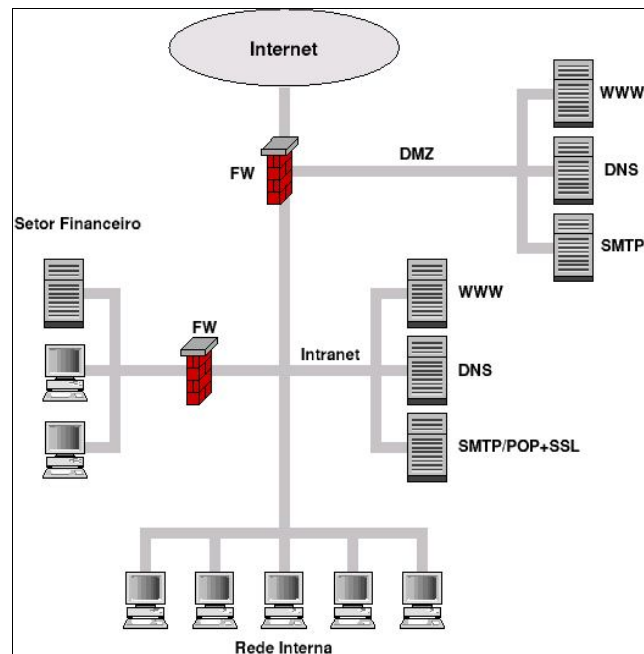 Internet
WWW
DMZ
FW
DNS
Setor Financeiro
SMTP
WWW
FW
Intranet
DNS
SMTP/POP+SSL
Rede Interna